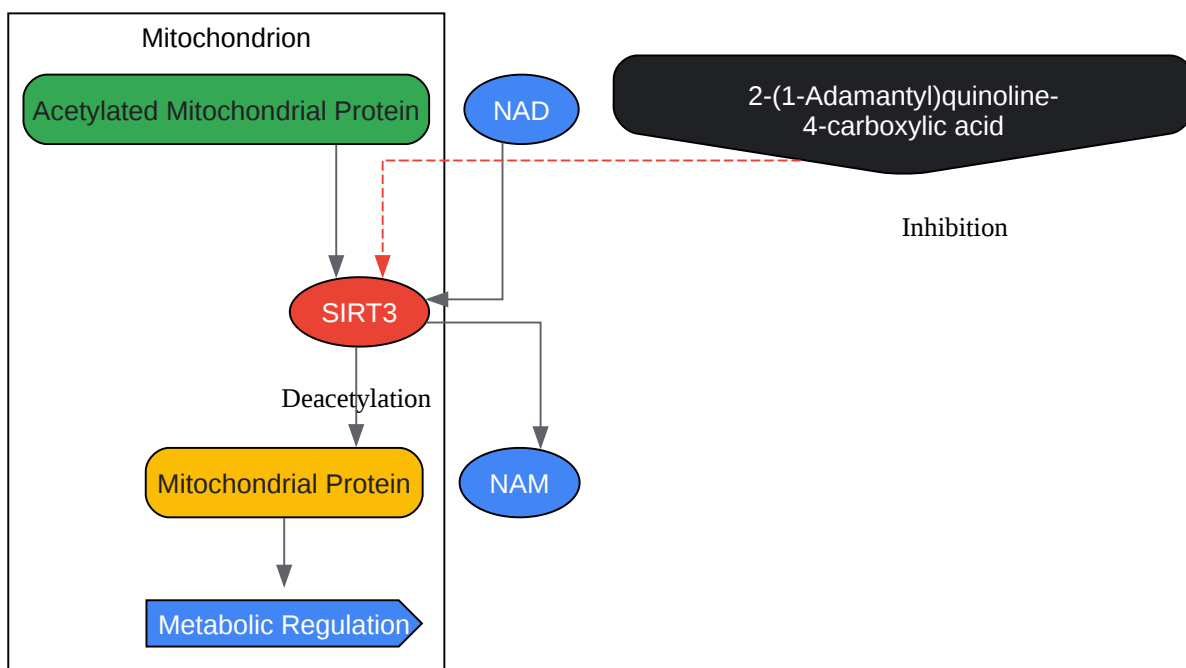 Mitochondrion
Acetylated Mitochondrial Protein
NAD
2-(1-Adamantyl)quinoline-
4-carboxylic acid
Inhibition
SIRT3
Deacetylation
Mitochondrial Protein
NAM
Metabolic Regulation